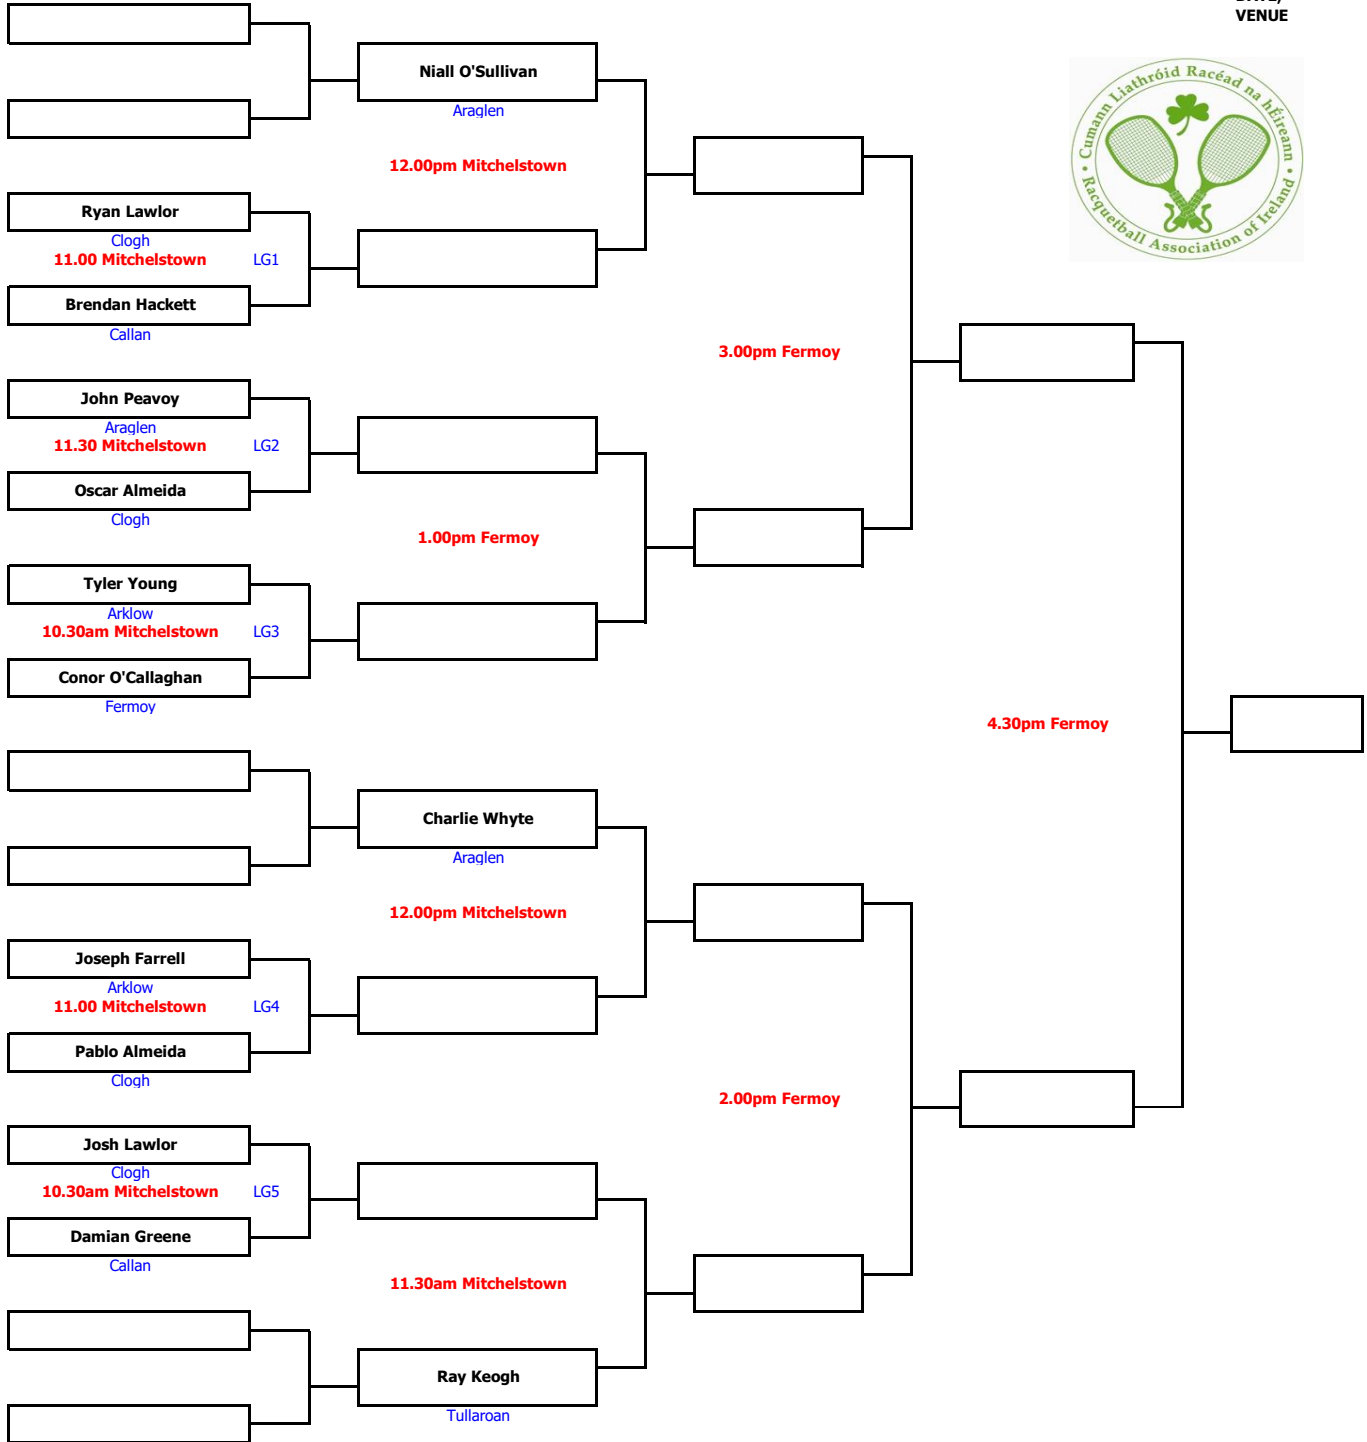 VENUE
Cumann Liathróid Racéad na hÉireann
Racquetball Association of Ireland
Niall O'Sullivan
Araglen
12.00pm Mitchelstown
Ryan Lawlor
Clogh
11.00 Mitchelstown LG1
Brendan Hackett
Callan
3.00pm Fermoy
John Peavoy
Araglen
11.30 Mitchelstown LG2
Oscar Almeida
Clogh
1.00pm Fermoy
Tyler Young
Arklow
10.30am Mitchelstown LG3
Conor O'Callaghan
Fermoy
4.30pm Fermoy
Charlie Whyte
Araglen
12.00pm Mitchelstown
Joseph Farrell
Arklow
11.00 Mitchelstown LG4
Pablo Almeida
Clogh
2.00pm Fermoy
Josh Lawlor
Clogh
10.30am Mitchelstown LG5
Damian Greene
Callan
11.30am Mitchelstown
Ray Keogh
Tullaroan